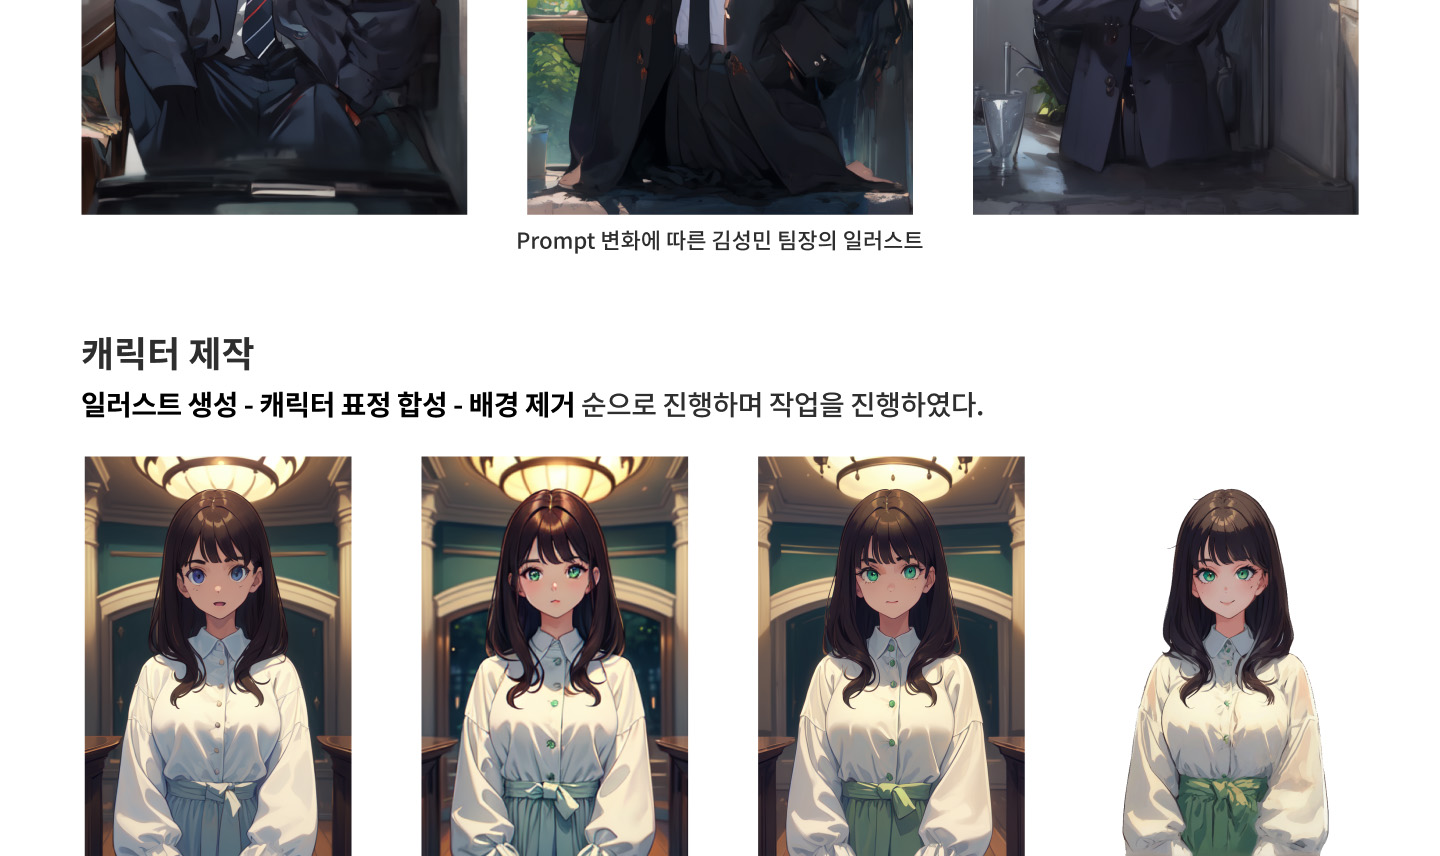 Prompt 변화에 따른 김성민 팀장의 일러스트
캐릭터 제작
일러스트 생성 - 캐릭터 표정 합성 - 배경 제거 순으로 진행하며 작업을 진행하였다.